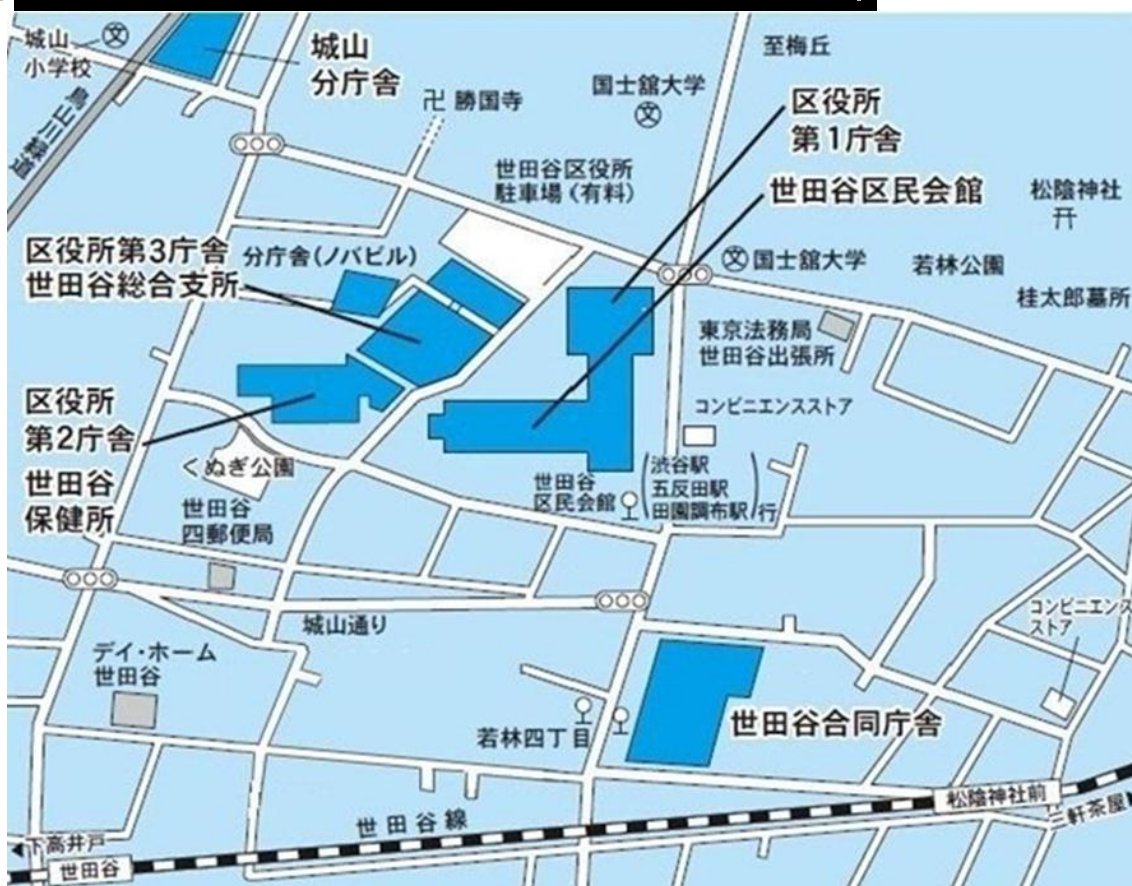 城山
小学校
文
城山
分庁舎
烏山川緑道
卍 勝国寺
国士舘大学
文
至梅丘
区役所
第1庁舎
世田谷区役所
駐車場(有料)
世田谷区民会館
松陰神社
区役所第3庁舎
世田谷総合支所
分庁舎(ノバビル)
文 国士舘大学
若林公園
桂太郎墓所
東京法務局
世田谷出張所
区役所
第2庁舎
世田谷
保健所
コンビニエンスストア
くぬぎ公園
世田谷
四郵便局
世田谷
区民会館
渋谷駅
五反田駅
田園調布駅 行
城山通り
コンビニエンス
ストア
デイ・ホーム
世田谷
若林四丁目
世田谷合同庁舎
世田谷線
松陰神社前
三軒茶屋
下高井戸
世田谷